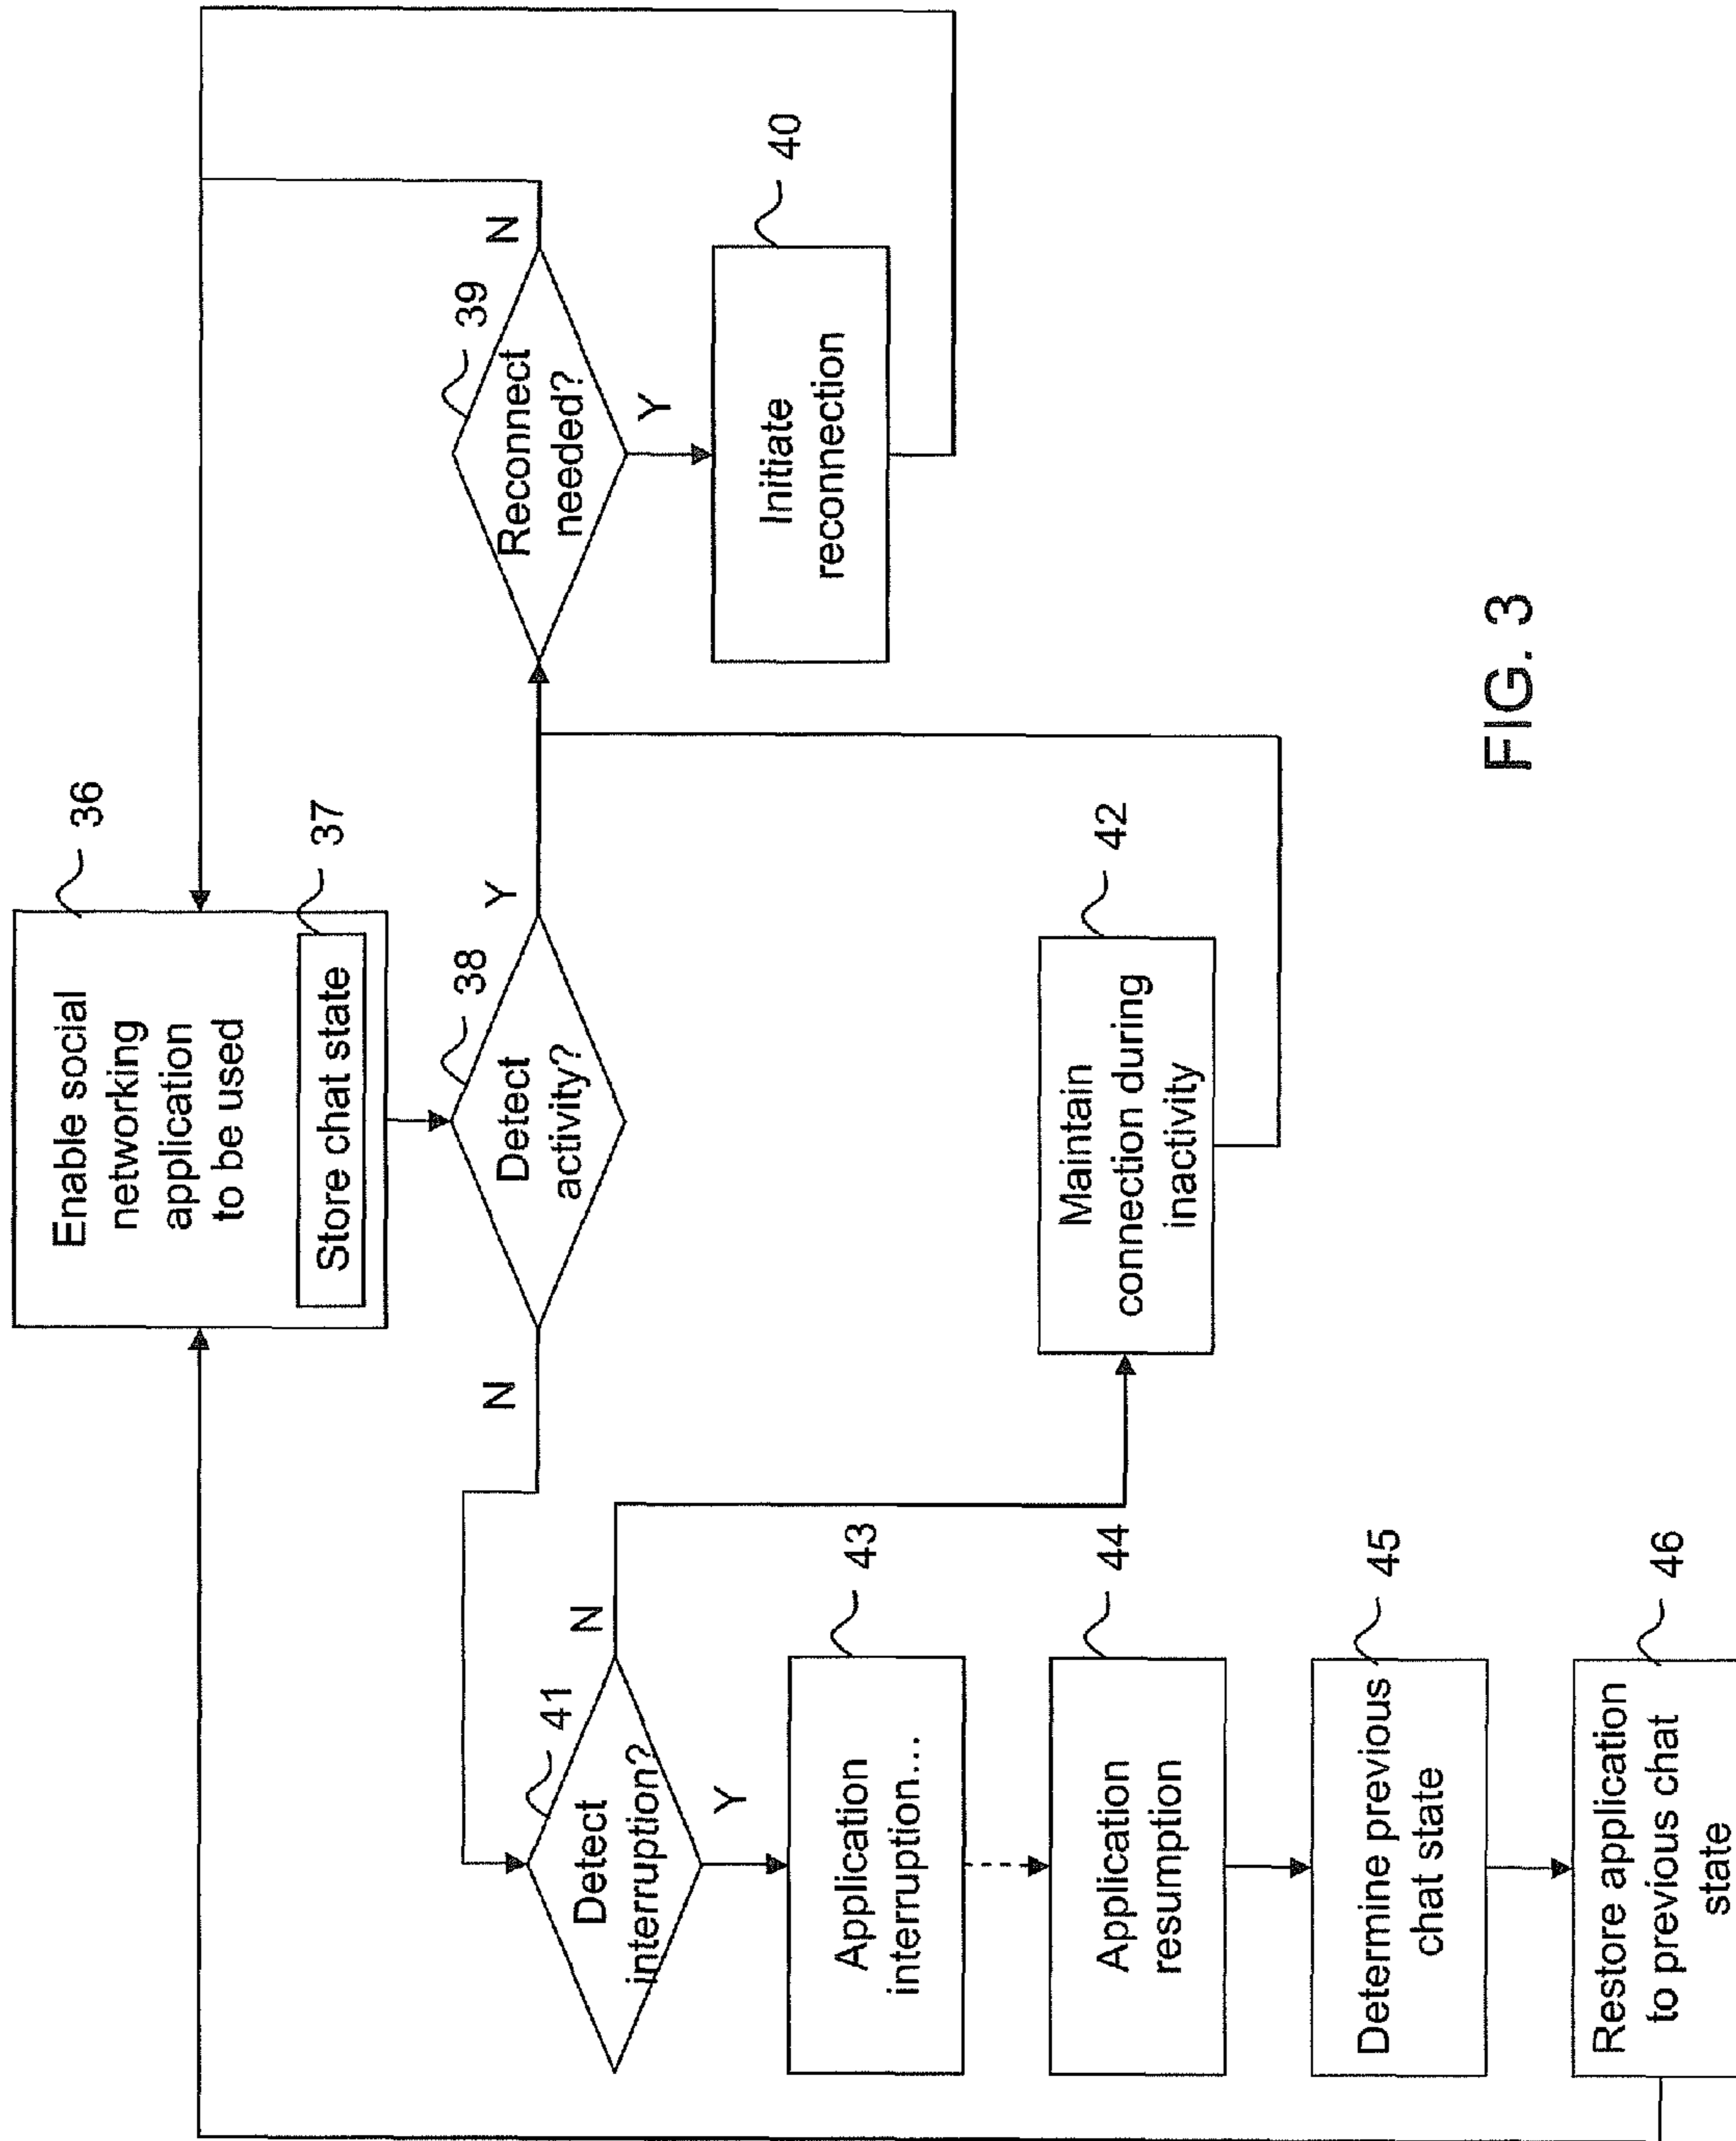 Enable social
networking
application
to be used
36
Store chat state
37
Detect
activity?
38
Y
N
Reconnect
needed?
39
N
Y
Initiate
reconnection
40
Detect
interruption?
41
N
Y
Maintain
connection during
inactivity
42
Application
interruption...
43
Application
resumption
44
Determine previous
chat state
45
Restore application
to previous chat
state
46
FIG. 3